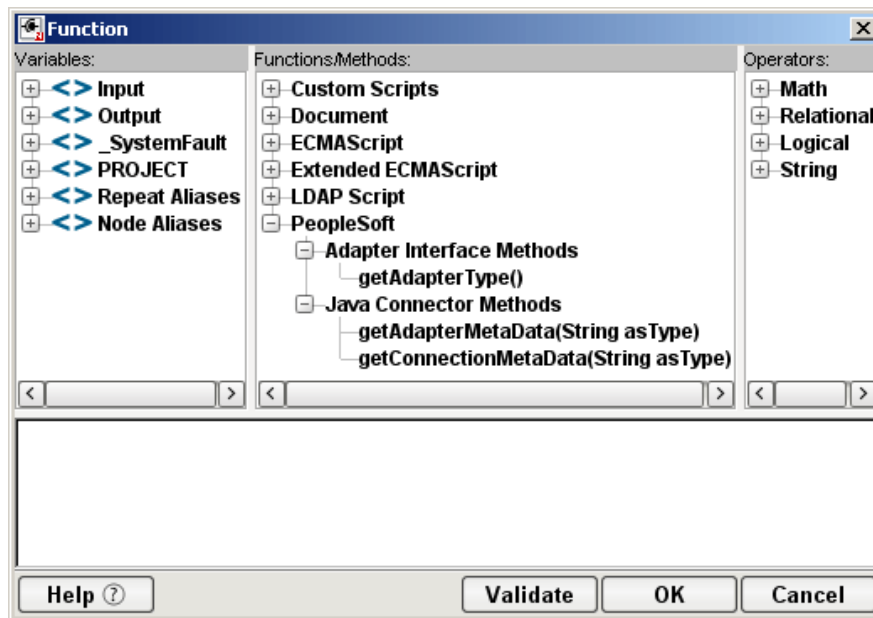 Function
Variables:
Input
Output
_SystemFault
PROJECT
Repeat Aliases
Node Aliases
Functions/Methods:
Custom Scripts
Document
ECMAScript
Extended ECMAScript
LDAP Script
PeopleSoft
Adapter Interface Methods
getAdapterType()
Java Connector Methods
getAdapterMetaData(String asType)
getConnectionMetaData(String asType)
Operators:
Math
Relational
Logical
String
Help ?
Validate
OK
Cancel